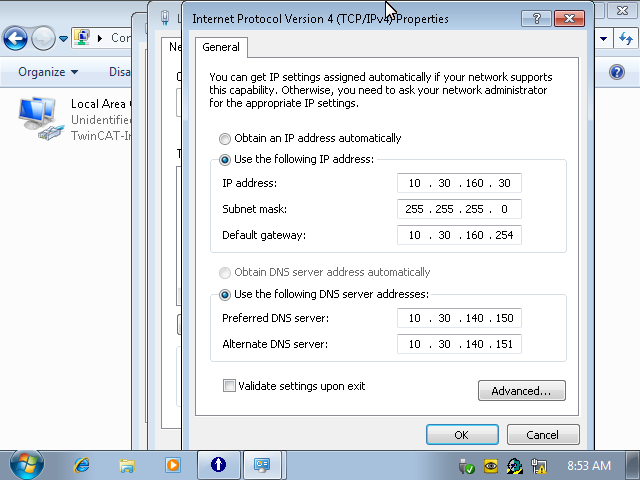 Internet Protocol Version 4 (TCP/IPv4) Properties
General
Organize
Local Area
Unidentified
TwinCAT-In
You can get IP settings assigned automatically if your network supports
this capability. Otherwise, you need to ask your network administrator
for the appropriate IP settings.
Obtain an IP address automatically
Use the following IP address:
IP address: 10 . 30 . 160 . 30
Subnet mask: 255 . 255 . 255 . 0
Default gateway: 10 . 30 . 160 . 254
Obtain DNS server address automatically
Use the following DNS server addresses:
Preferred DNS server: 10 . 30 . 140 . 150
Alternate DNS server: 10 . 30 . 140 . 151
Validate settings upon exit
Advanced...
OK
Cancel
8:53 AM